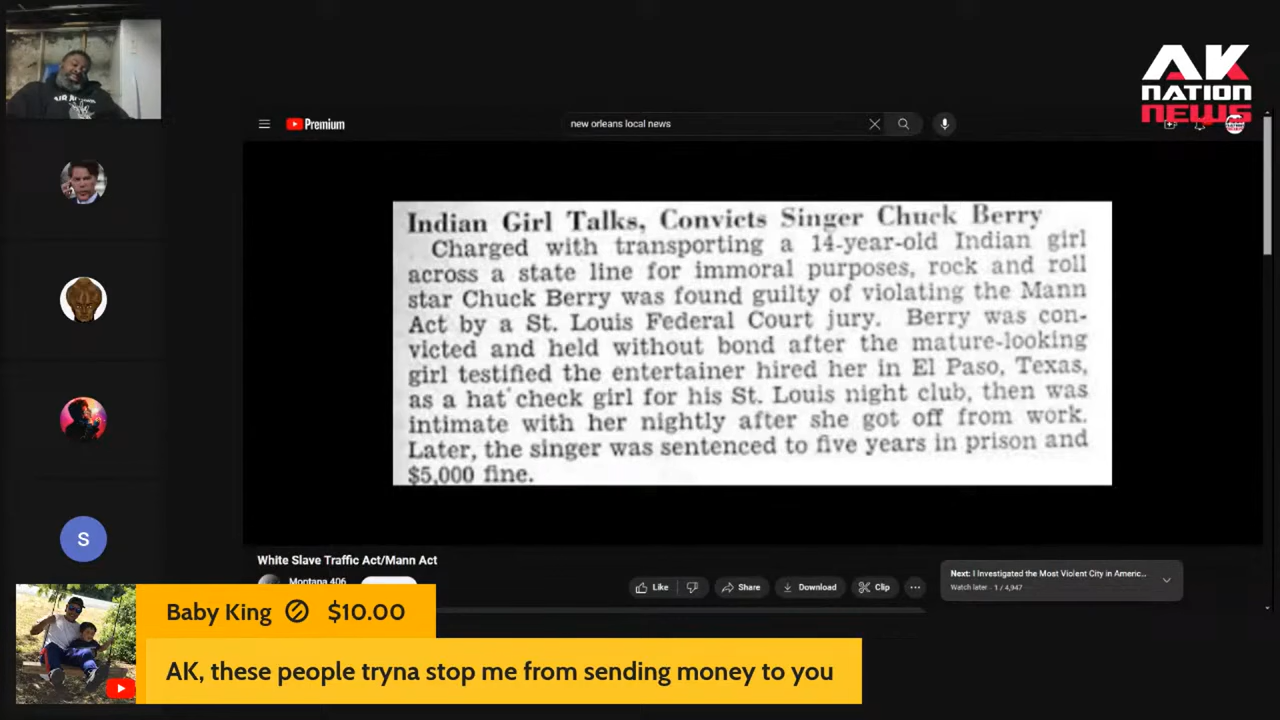 AK
NATION
NEWS
Premium
new orleans local news
Indian Girl Talks, Convicts Singer Chuck Berry
Charged with transporting a 14-year-old Indian girl
across a state line for immoral purposes, rock and roll
star Chuck Berry was found guilty of violating the Mann
Act by a St. Louis Federal Court jury. Berry was con-
victed and held without bond after the mature-looking
girl testified the entertainer hired her in El Paso, Texas,
as a hat check girl for his St. Louis night club, then was
intimate with her nightly after she got off from work.
Later, the singer was sentenced to five years in prison and
$5,000 fine.
S
White Slave Traffic Act/Mann Act
Montana 406
Like
Share
Download
Clip
...
Next: I Investigated the Most Violent City in Americ...
Watch later - 1 / 4,947
Baby King $10.00
AK, these people tryna stop me from sending money to you